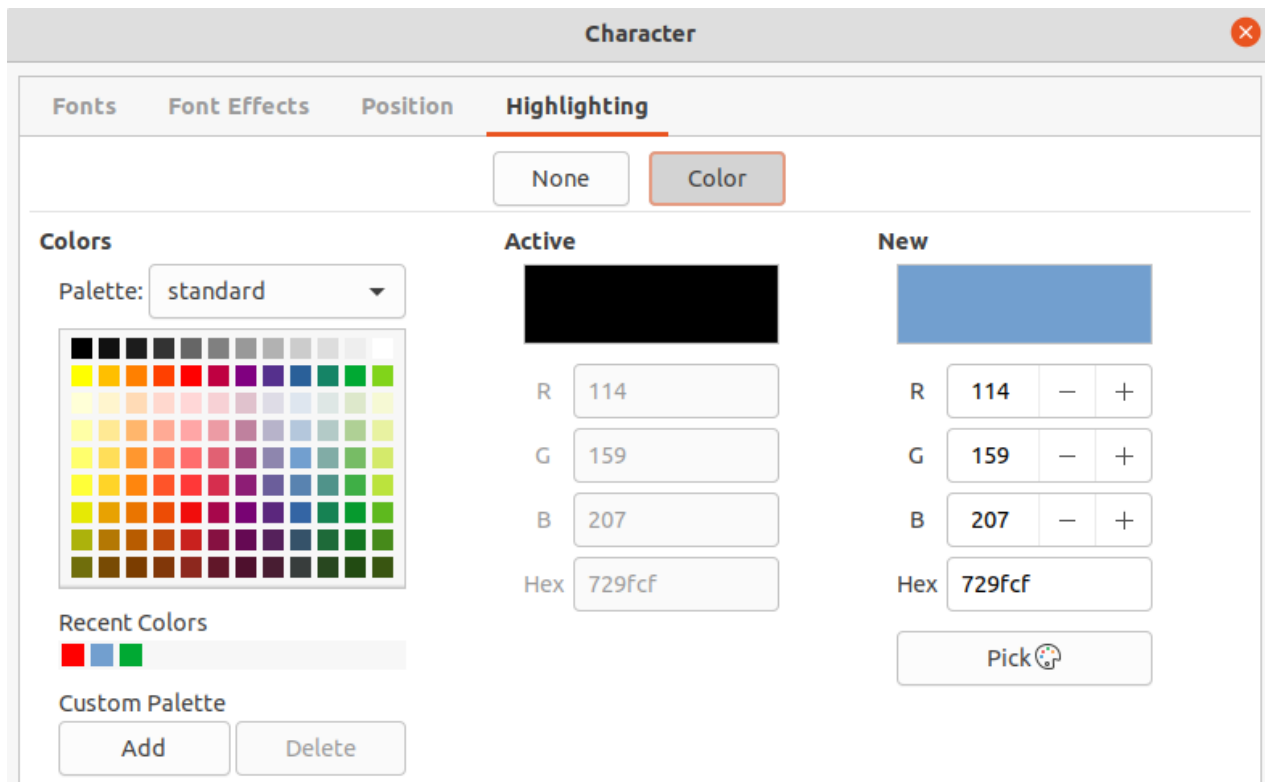 Character
Fonts Font Effects Position Highlighting
None Color
Colors Active New
Palette: standard
R 114 R 114 − +
G 159 G 159 − +
B 207 B 207 − +
Hex 729fcf Hex 729fcf
Recent Colors
Pick
Custom Palette
Add Delete